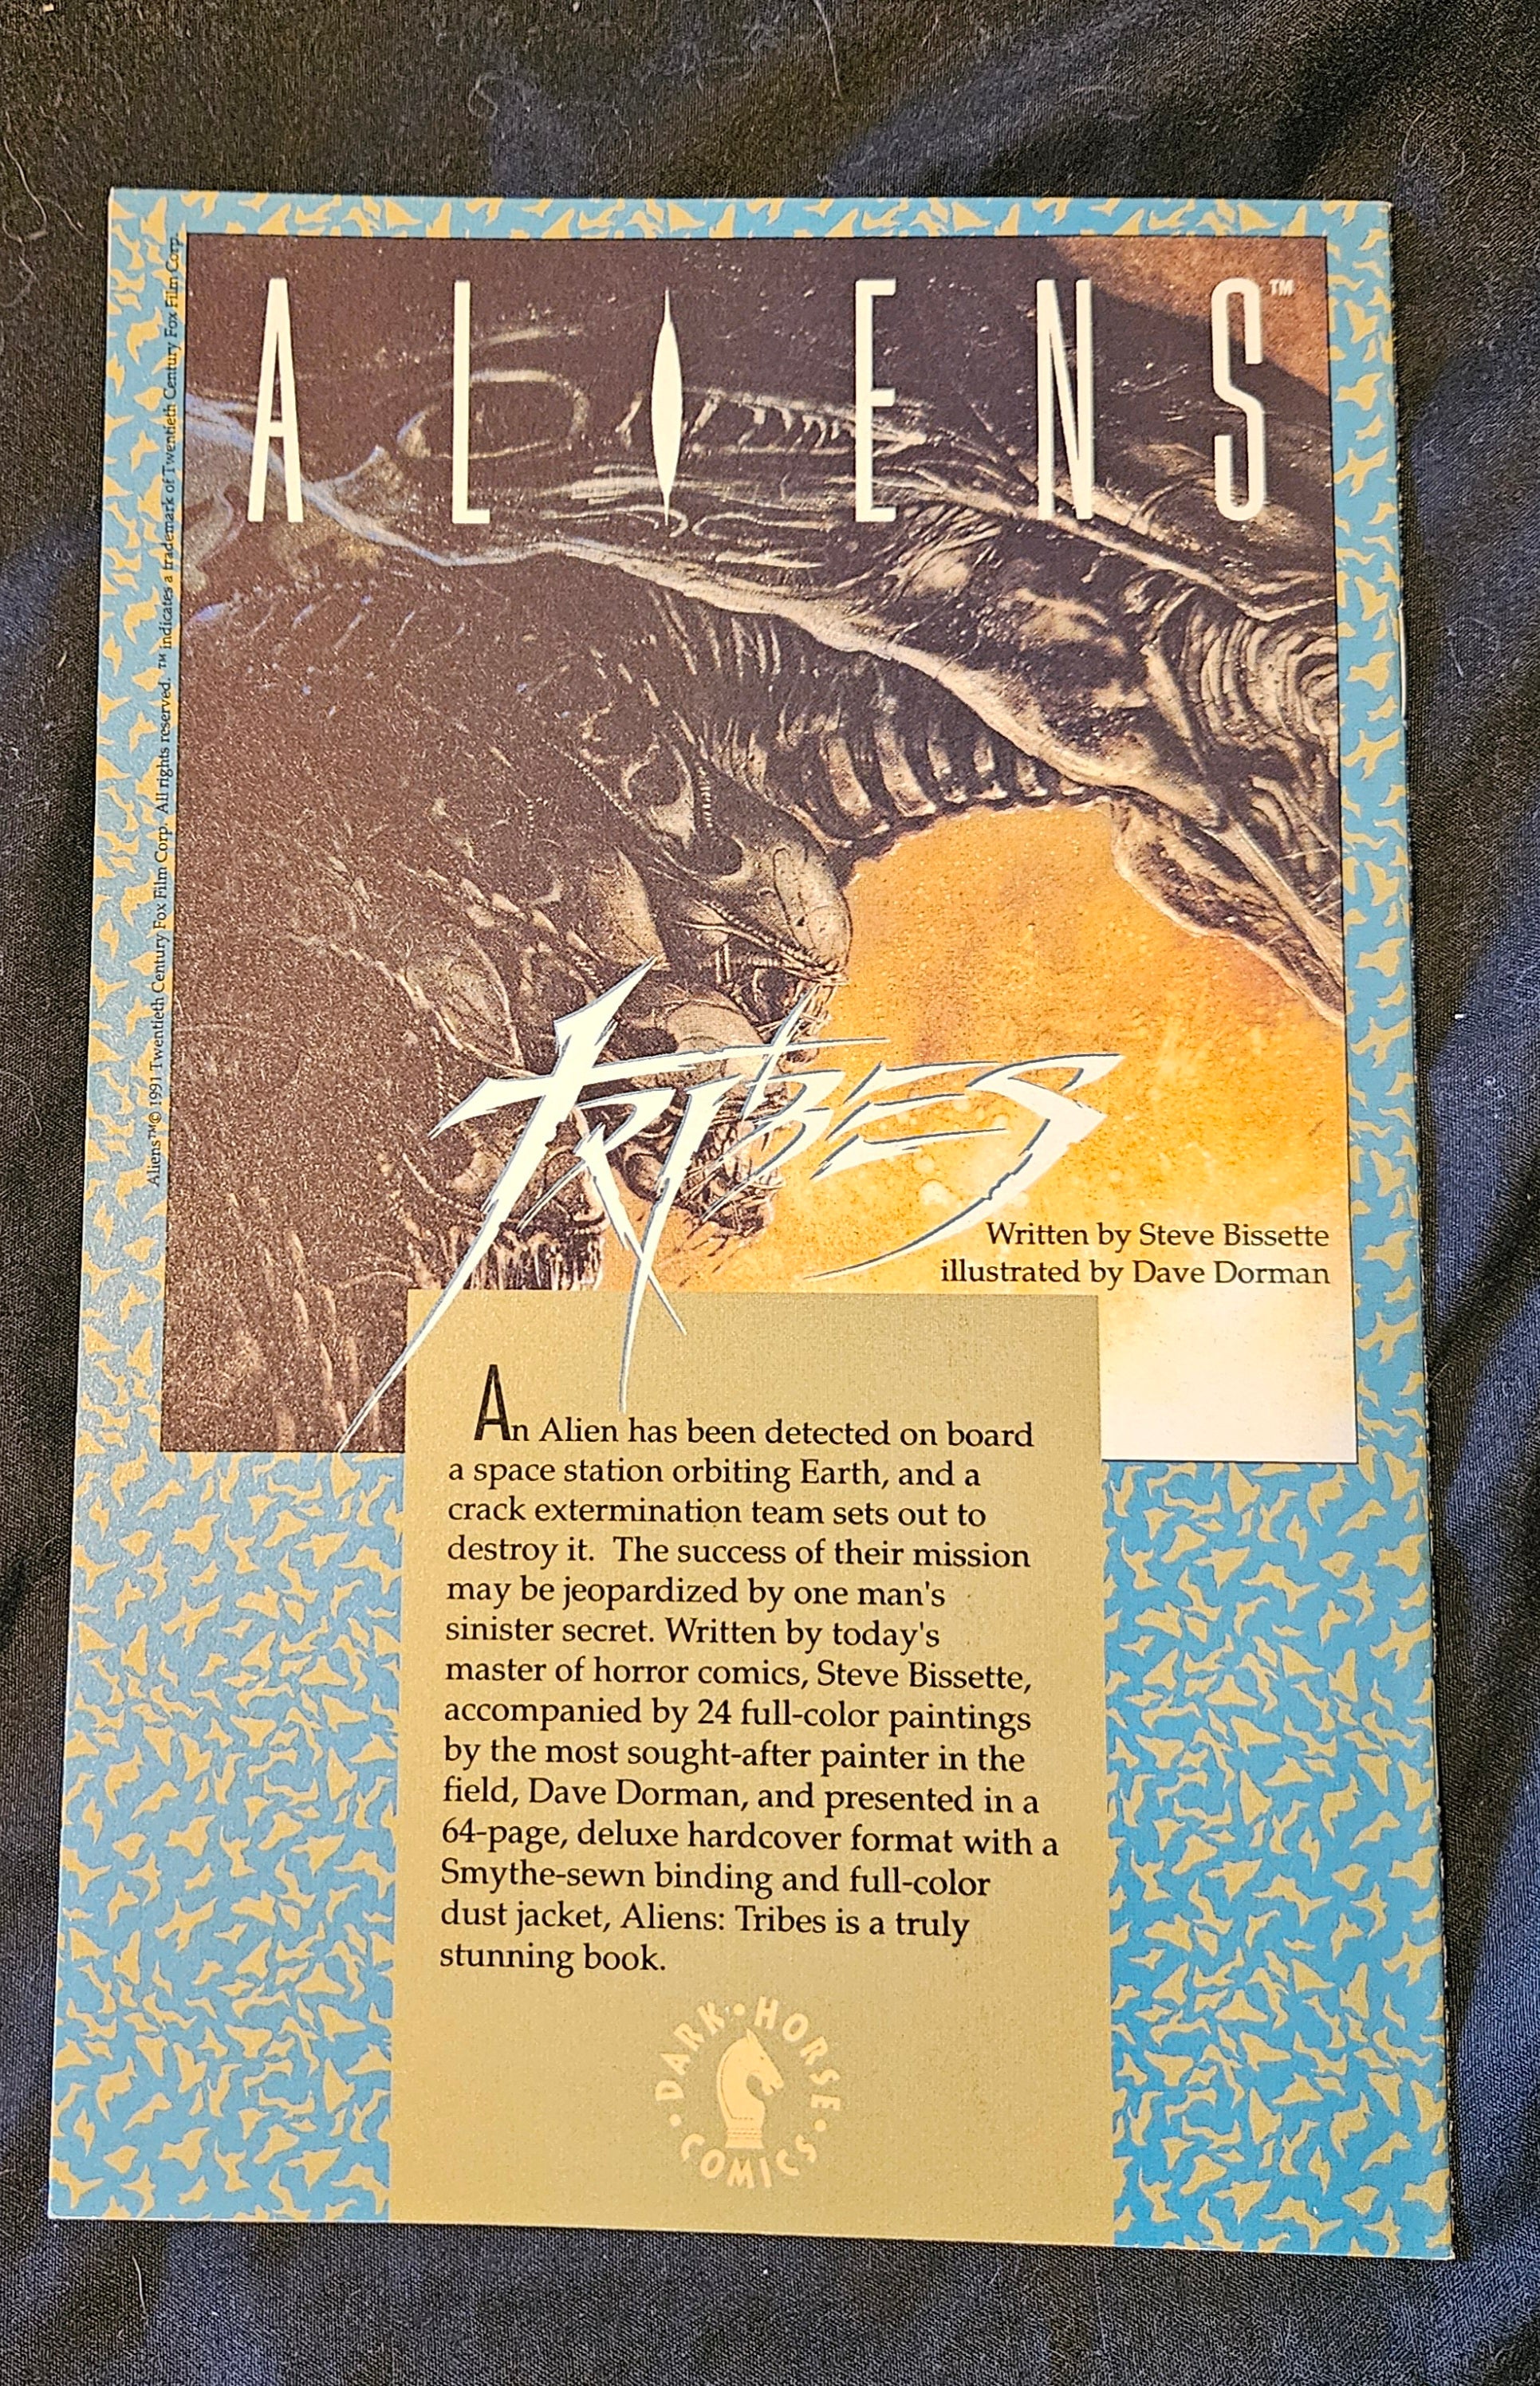 ALIENS™
Aliens™© 1991 Twentieth Century Fox Film Corp. All rights reserved. ™ indicates a trademark of Twentieth Century Fox Film Corp.
TRIBES
Written by Steve Bissette
illustrated by Dave Dorman
An Alien has been detected on board
a space station orbiting Earth, and a
crack extermination team sets out to
destroy it. The success of their mission
may be jeopardized by one man's
sinister secret. Written by today's
master of horror comics, Steve Bissette,
accompanied by 24 full-color paintings
by the most sought-after painter in the
field, Dave Dorman, and presented in a
64-page, deluxe hardcover format with a
Smythe-sewn binding and full-color
dust jacket, Aliens: Tribes is a truly
stunning book.
DARK • HORSE • COMICS •